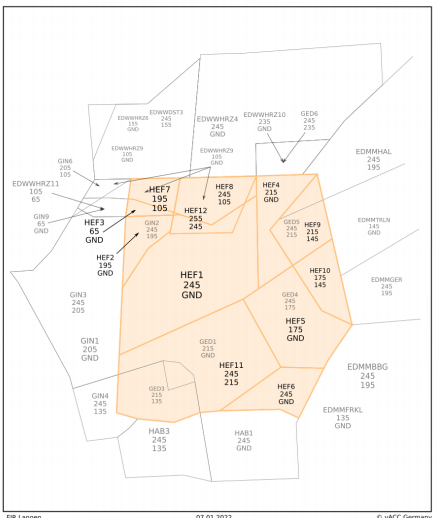 EDWWDST3
245
155
EDWWHRZ8
155
GND
EDWWHRZ4
245
GND
EDWWHRZ10
235
GND
GED6
245
235
EDWWHRZ9
105
GND
EDWWHRZ9
105
GND
EDMMHAL
245
195
GIN6
205
105
EDWWHRZ11
105
65
HEF7
195
105
HEF8
245
105
HEF4
215
GND
GIN9
65
GND
HEF3
65
GND
GIN2
245
195
HEF12
255
245
GED5
245
215
HEF9
215
145
EDMMTRLN
145
GND
HEF2
195
GND
HEF1
245
GND
HEF10
175
145
EDMMGER
245
195
GIN3
245
205
GED4
245
175
HEF5
175
GND
GIN1
205
GND
GED1
215
GND
HEF11
245
215
EDMMBBG
245
195
GIN4
245
135
GED3
215
135
HEF6
245
GND
EDMMFRKL
135
GND
HAB3
245
135
HAB1
245
GND
FIR Langen 07.01.2022 © vACC Germany